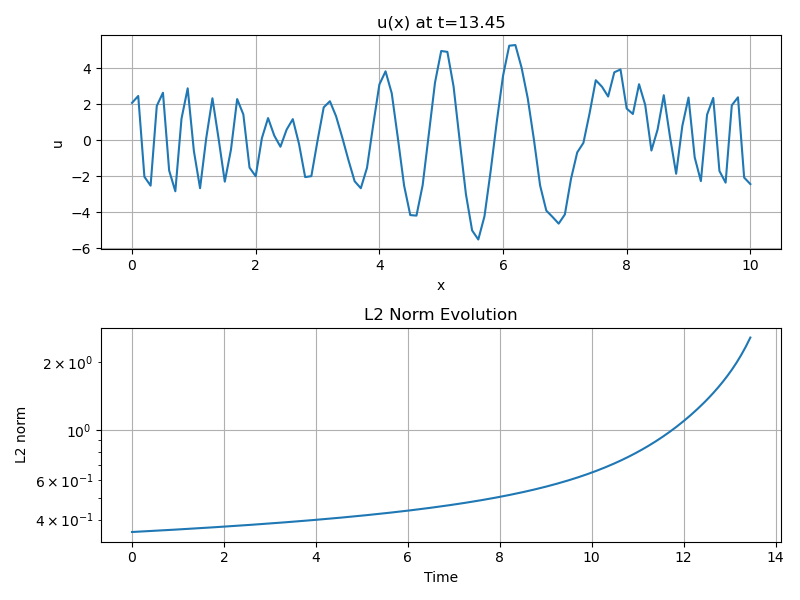 u(x) at t=13.45
4
2
0
−2
−4
−6
u
0 2 4 6 8 10
x
L2 Norm Evolution
2 × 10⁰
10⁰
6 × 10⁻¹
4 × 10⁻¹
L2 norm
0 2 4 6 8 10 12 14
Time